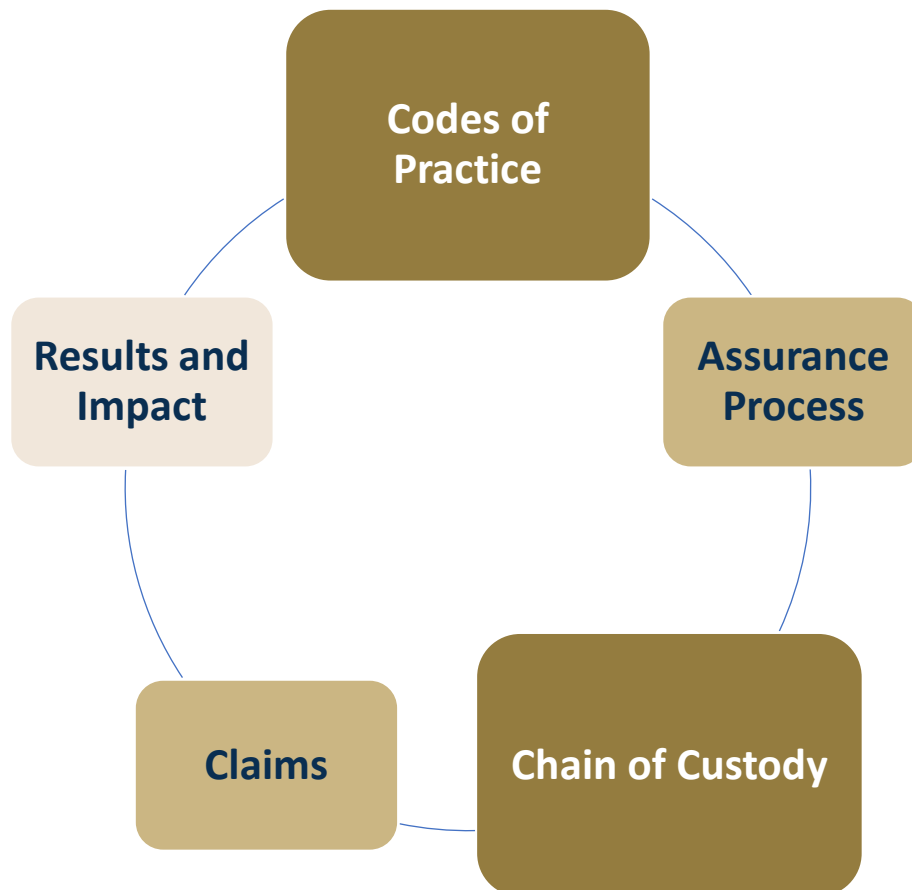 Codes of
Practice
Results and
Impact
Assurance
Process
Claims
Chain of Custody